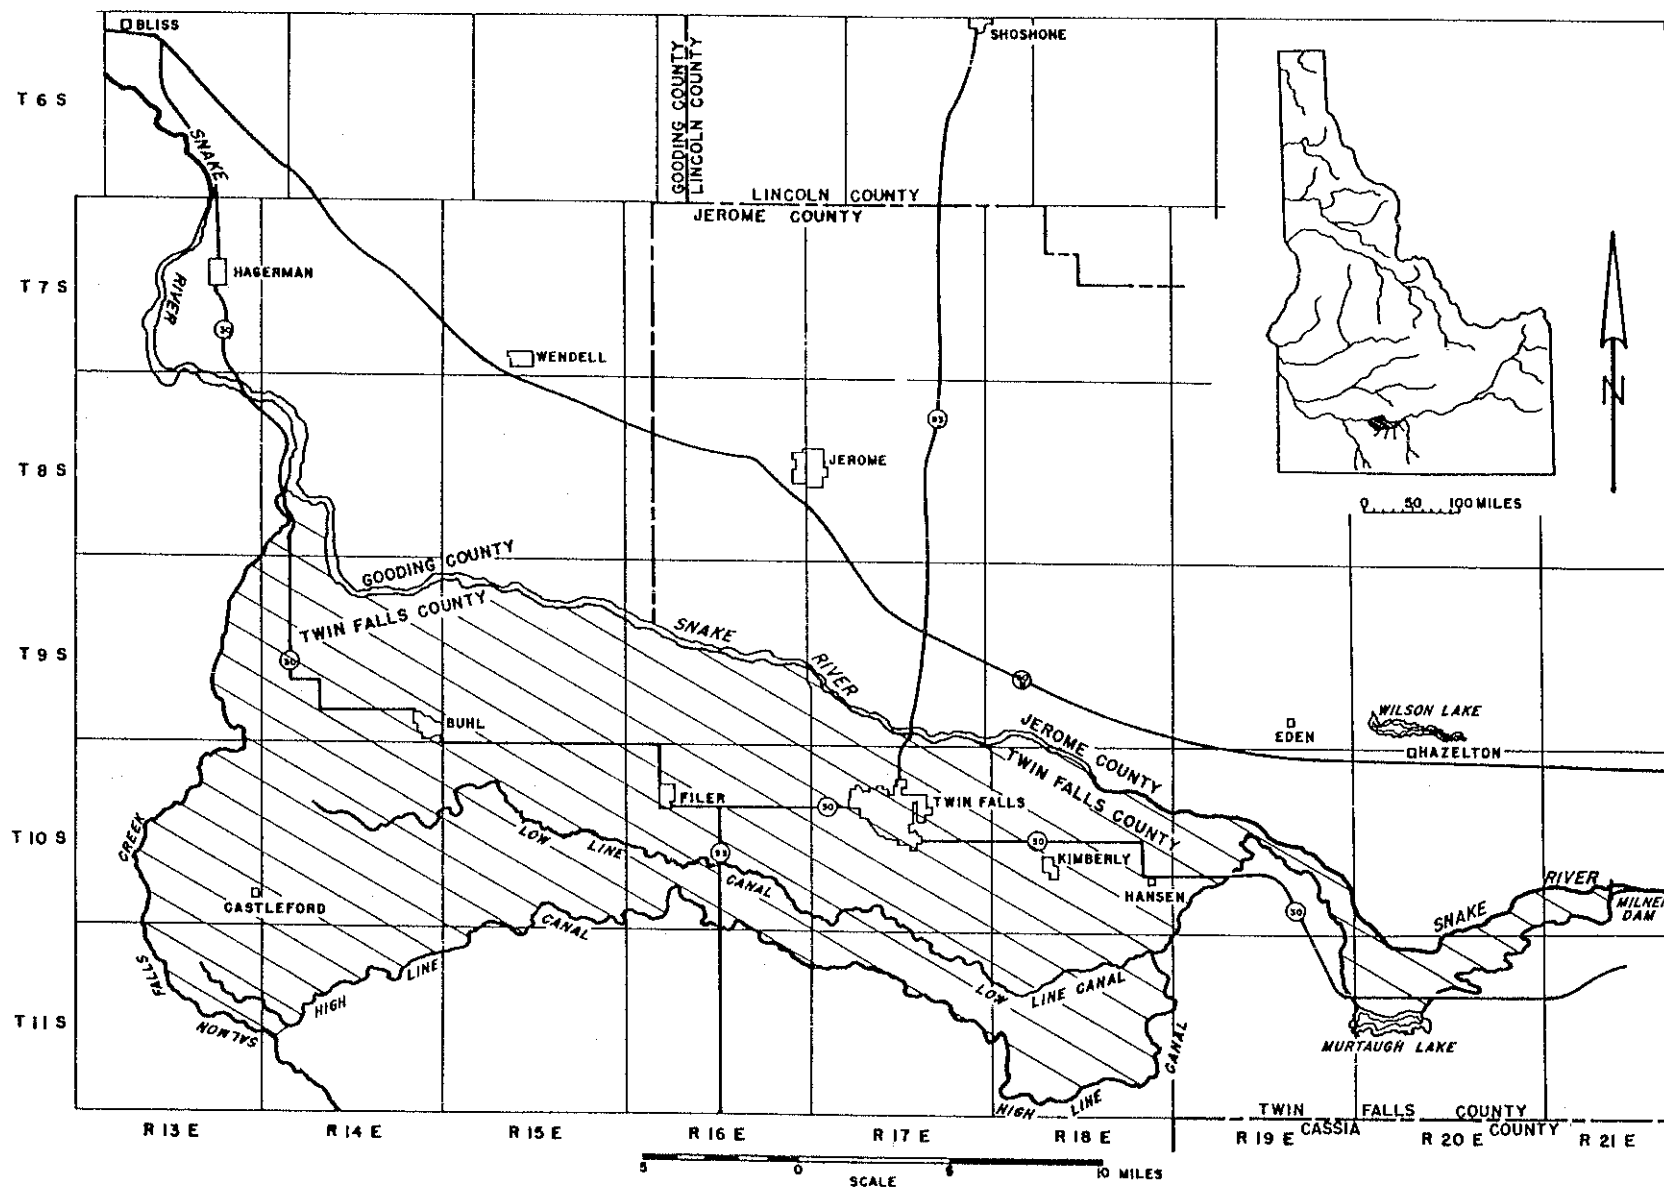 BLISS
SHOSHONE
GOODING COUNTY
LINCOLN COUNTY
T 6 S
SNAKE
LINCOLN COUNTY
JEROME COUNTY
HAGERMAN
RIVER
T 7 S
30
WENDELL
N
93
T 8 S
JEROME
0 50 100 MILES
GOODING COUNTY
TWIN FALLS COUNTY
SNAKE
RIVER
T 9 S
30
BUHL
JEROME COUNTY
TWIN FALLS COUNTY
EDEN
WILSON LAKE
HAZELTON
FILER
30
TWIN FALLS
T 10 S
CREEK
LOW LINE
CANAL
93
30
KIMBERLY
HANSEN
CASTLEFORD
CANAL
30
SNAKE
RIVER
MILNER
DAM
FALLS
SALMON
HIGH
LINE
LOW
LINE CANAL
T 11 S
CANAL
MURTAUGH LAKE
HIGH
LINE
TWIN FALLS COUNTY
CASSIA COUNTY
R 13 E R 14 E R 15 E R 16 E R 17 E R 18 E R 19 E R 20 E R 21 E
5 0 5 10 MILES
SCALE